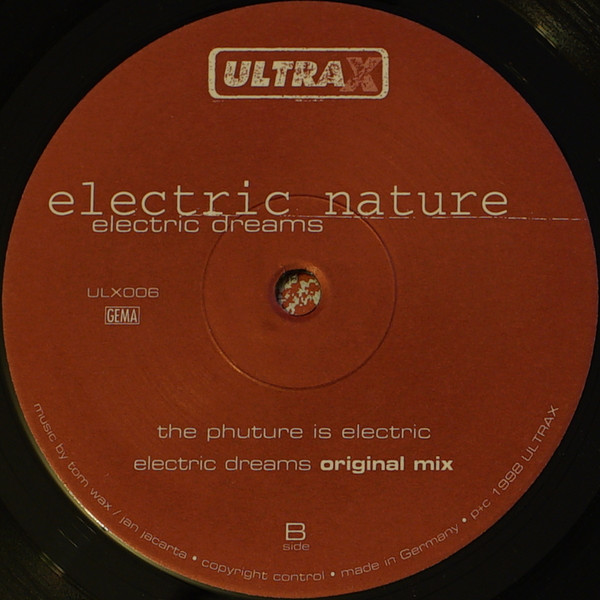 ULTRAX
electric nature
electric dreams
ULX006
GEMA
the phuture is electric
electric dreams original mix
B
side
music by tom wax / jan jacarta • copyright control • made in Germany • p+c 1998 ULTRAX